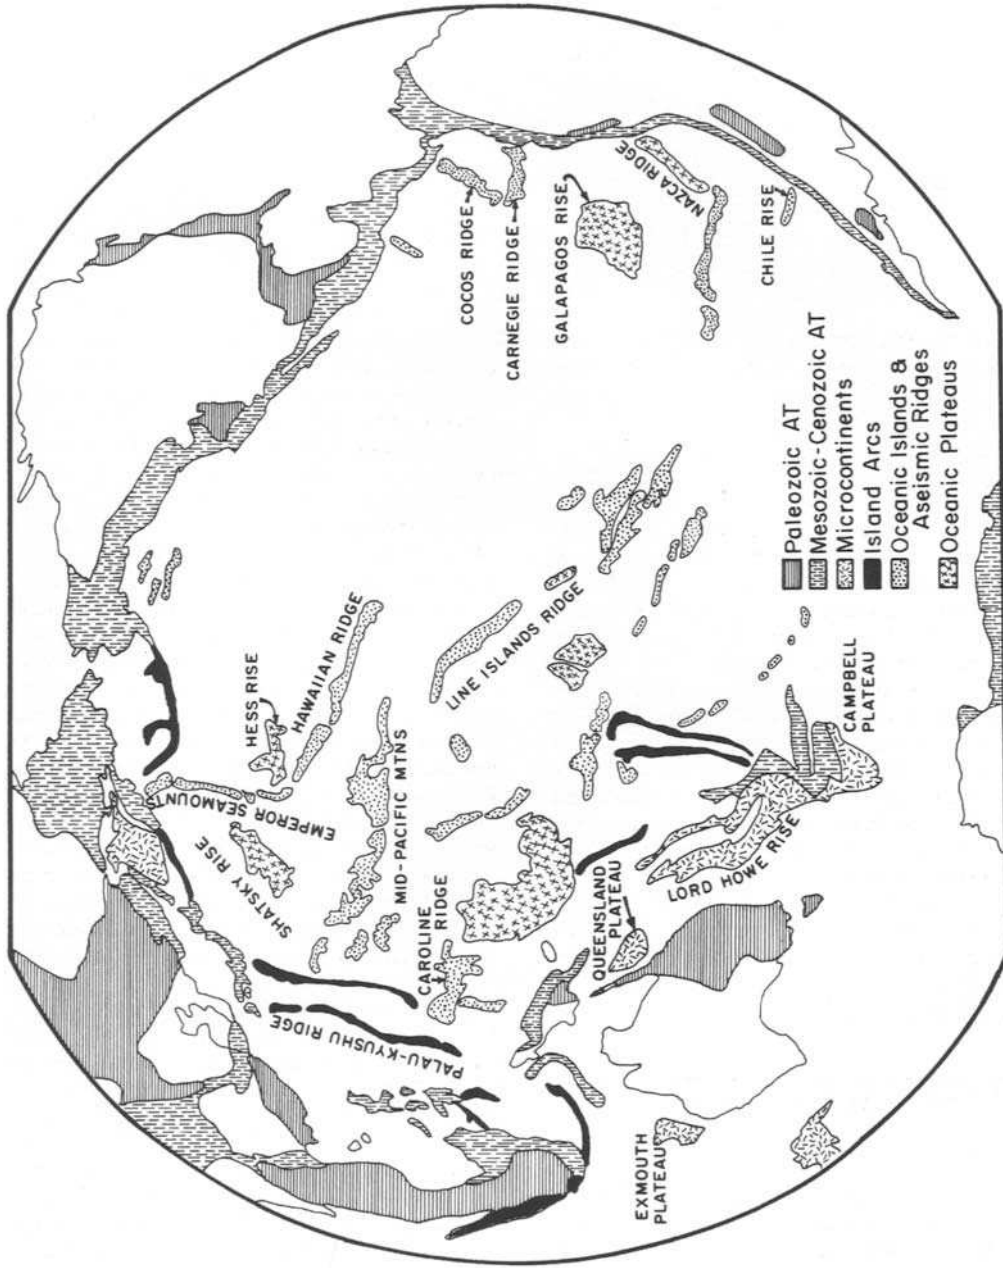 COCOS RIDGE
CARNEGIE RIDGE
GALAPAGOS RISE
NAZCA RIDGE
CHILE RISE
HESS RISE
HAWAIIAN RIDGE
EMPEROR SEAMOUNTS
SHATSKY RISE
MID-PACIFIC MTNS
LINE ISLANDS RIDGE
CAROLINE
RIDGE
PALAU-KYUSHU RIDGE
QUEENSLAND
PLATEAU
LORD HOWE RISE
CAMPBELL
PLATEAU
EXMOUTH
PLATEAU
Paleozoic AT
Mesozoic-Cenozoic AT
Microcontinents
Island Arcs
Oceanic Islands &
Aseismic Ridges
Oceanic Plateaus